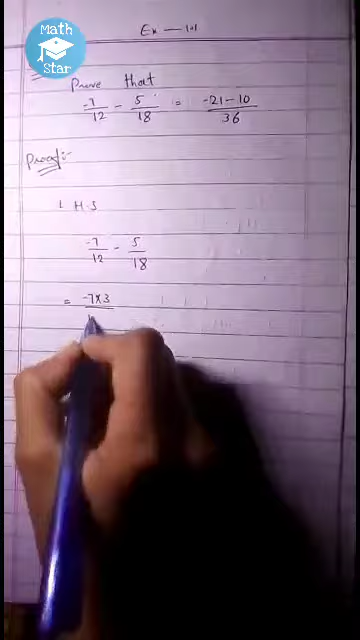 Math
Star
Ex - 1.1
Prove that
-7/12 - 5/18 = -21-10/36
Proof:-
L H S
-7/12 - 5/18
= -7×3